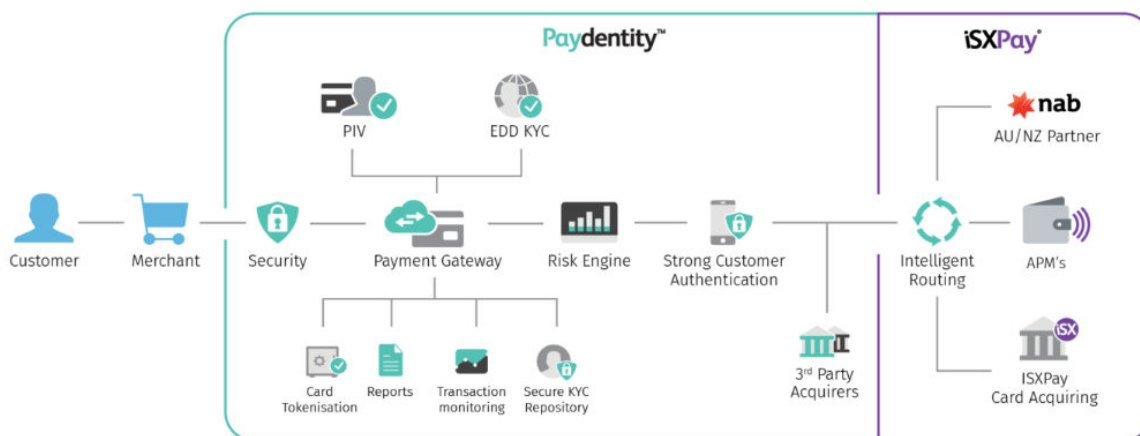 Paydentity™
iSXPay®
PIV
EDD KYC
nab
AU/NZ Partner
Customer
Merchant
Security
Payment Gateway
Risk Engine
Strong Customer
Authentication
Intelligent
Routing
APM's
Card
Tokenisation
Reports
Transaction
monitoring
Secure KYC
Repository
3rd Party
Acquirers
iSX
ISXPay
Card Acquiring